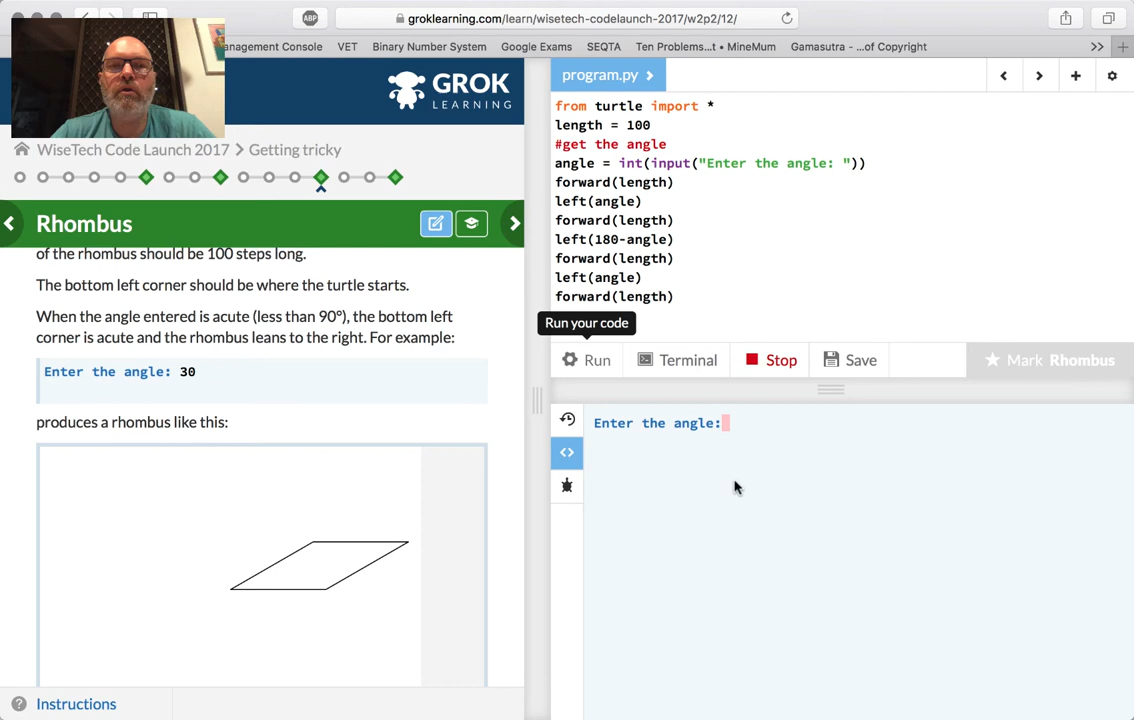 groklearning.com/learn/wisetech-codelaunch-2017/w2p2/12/
ABP
anagement Console VET Binary Number System Google Exams SEQTA Ten Problems...t • MineMum Gamasutra - ...of Copyright
GROK
LEARNING
WiseTech Code Launch 2017 > Getting tricky
Rhombus
of the rhombus should be 100 steps long.
The bottom left corner should be where the turtle starts.
When the angle entered is acute (less than 90°), the bottom left
corner is acute and the rhombus leans to the right. For example:
Enter the angle: 30
produces a rhombus like this:
Instructions
program.py
from turtle import *
length = 100
#get the angle
angle = int(input("Enter the angle: "))
forward(length)
left(angle)
forward(length)
left(180-angle)
forward(length)
left(angle)
forward(length)
Run your code
Run Terminal Stop Save Mark Rhombus
Enter the angle: